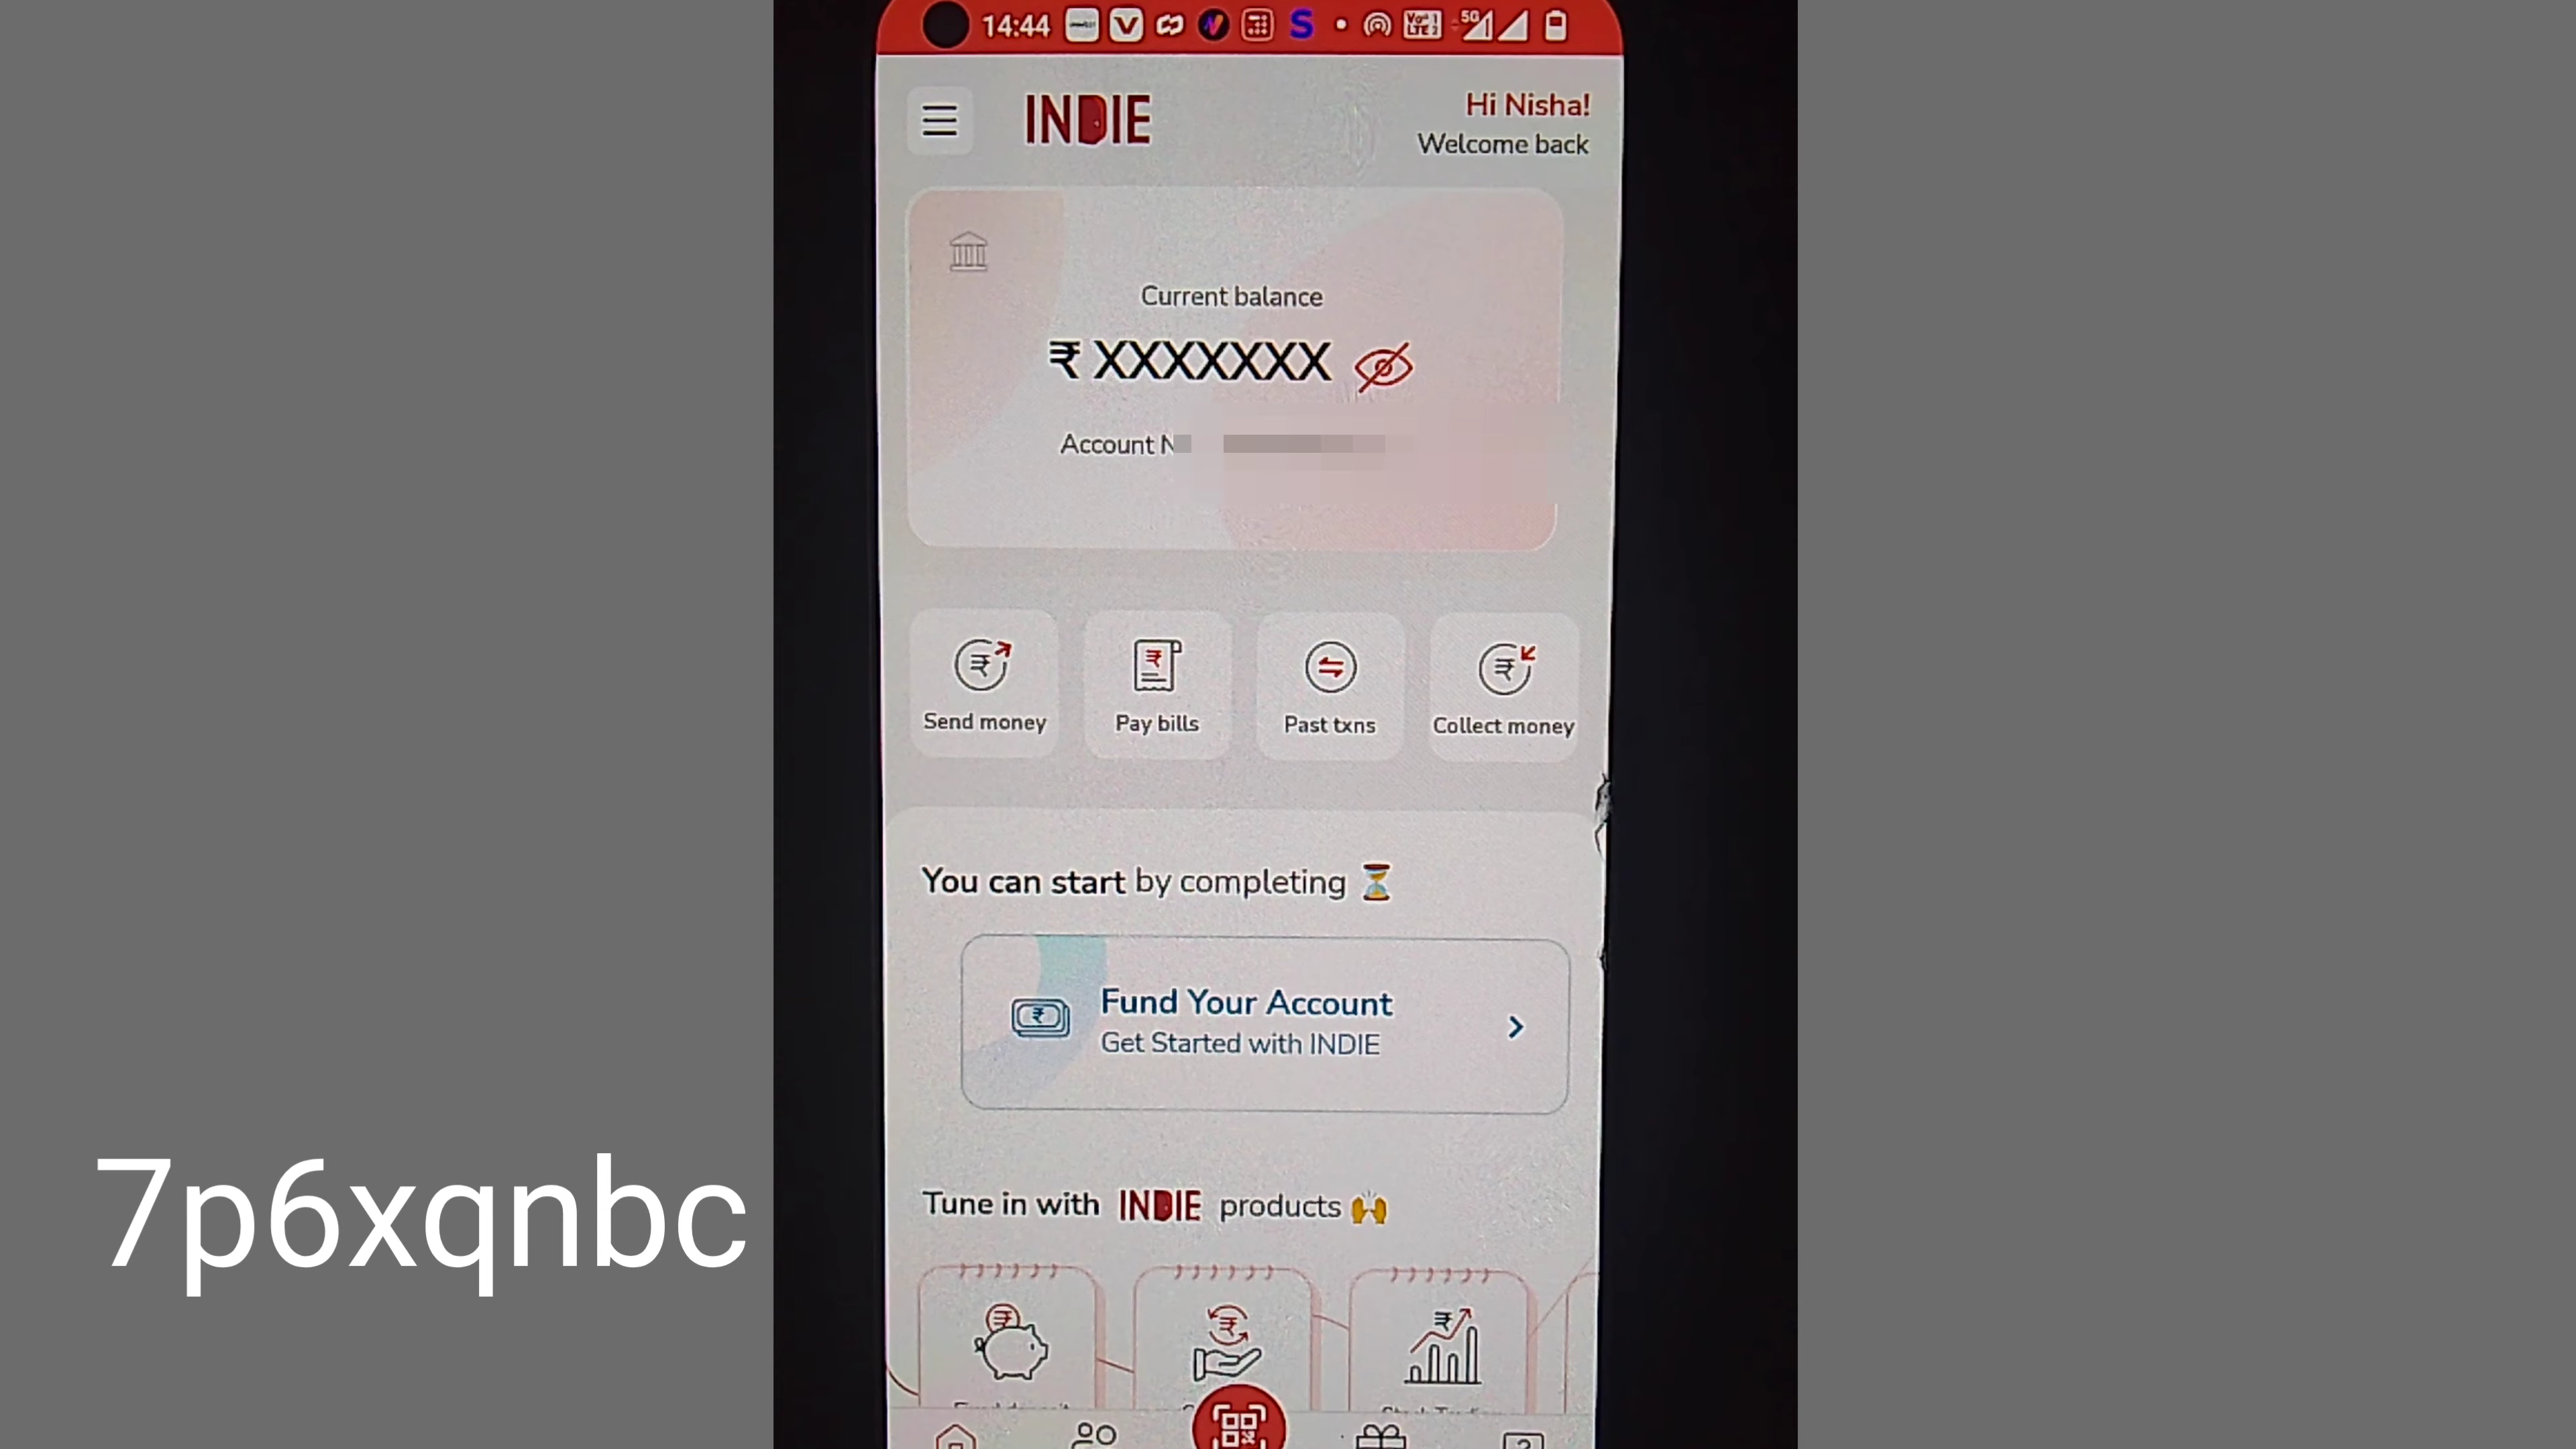 14:44
INDIE
Hi Nisha!
Welcome back
Current balance
₹ XXXXXXX
Account N
Send money
Pay bills
Past txns
Collect money
You can start by completing ⏳
Fund Your Account
Get Started with INDIE
Tune in with INDIE products 🙌
7p6xqnbc